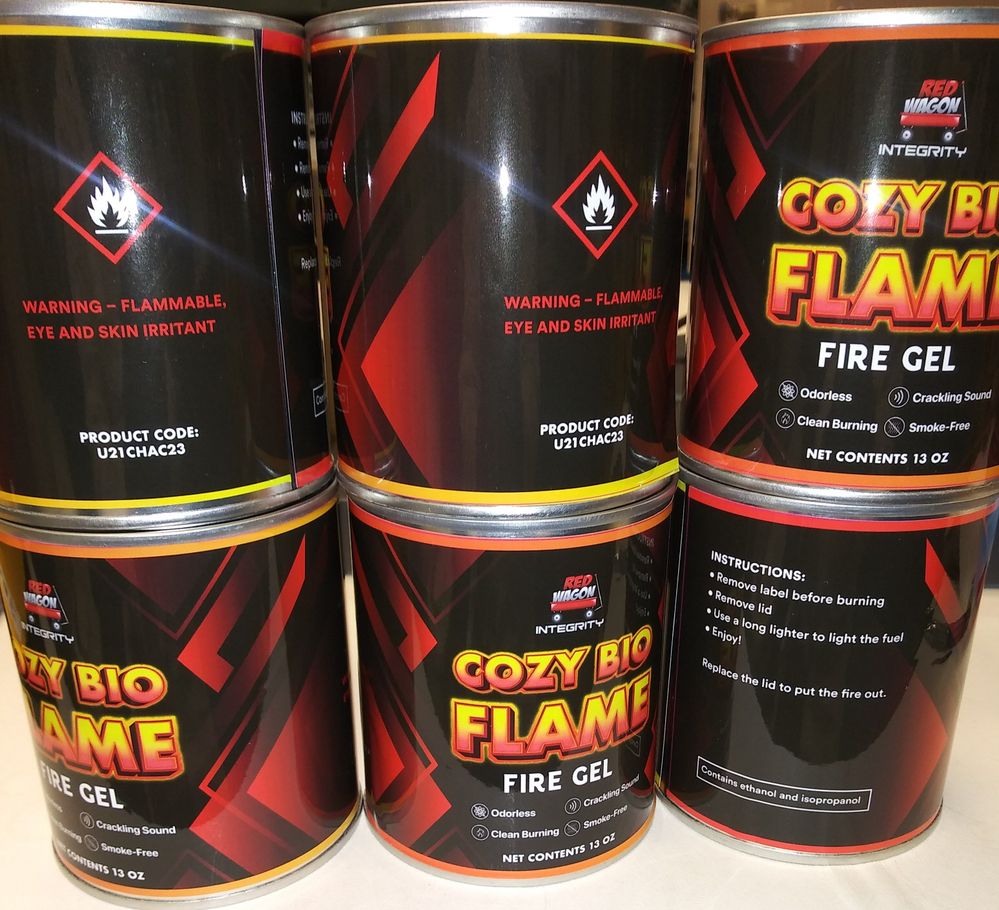 WARNING – FLAMMABLE,
EYE AND SKIN IRRITANT
PRODUCT CODE:
U21CHAC23
WARNING – FLAMMABLE,
EYE AND SKIN IRRITANT
PRODUCT CODE:
U21CHAC23
RED
WAGON
INTEGRITY
COZY BI
FLAME
FIRE GEL
Odorless
Crackling Sound
Clean Burning
Smoke-Free
NET CONTENTS 13 OZ
RED
WAGON
INTEGRITY
OZY BIO
LAME
FIRE GEL
Crackling Sound
Burning
Smoke-Free
CONTENTS 13 OZ
RED
WAGON
INTEGRITY
COZY BIO
FLAME
FIRE GEL
Odorless
Crackling Sound
Clean Burning
Smoke-Free
NET CONTENTS 13 OZ
INSTRUCTIONS:
• Remove label before burning
• Remove lid
• Use a long lighter to light the fuel
• Enjoy!
Replace the lid to put the fire out.
Contains ethanol and isopropanol